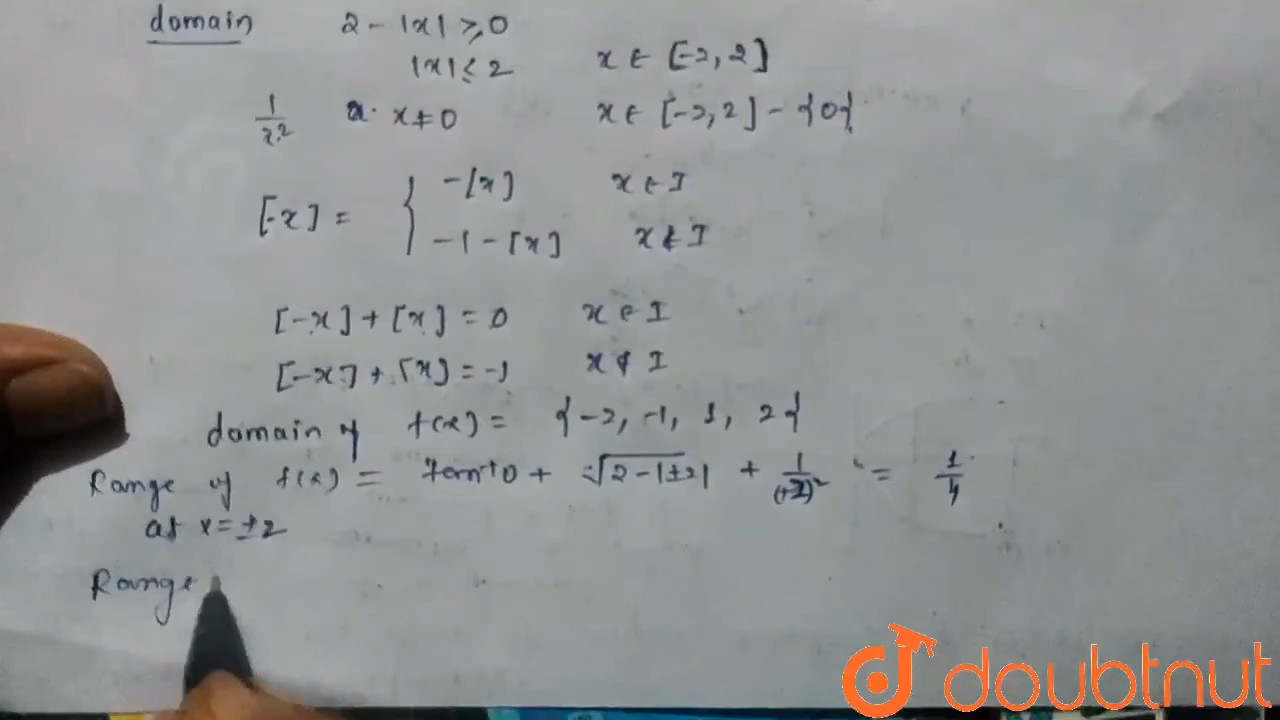 domain 2 - |x| ≥ 0
|x| ≤ 2 x ∈ [-2, 2]
1/x² x ≠ 0 x ∈ [-2, 2] - {0}
[-x] = { -[x] x ∈ I
-1 - [x] x ∉ I
[-x] + [x] = 0 x ∈ I
[-x] + [x] = -1 x ∉ I
domain of f(x) = {-2, -1, 1, 2}
Range of f(x) = tan⁻¹0 + √2-|±2| + 1/(±2)² = 1/4
at x = ±2
Range
doubtnut